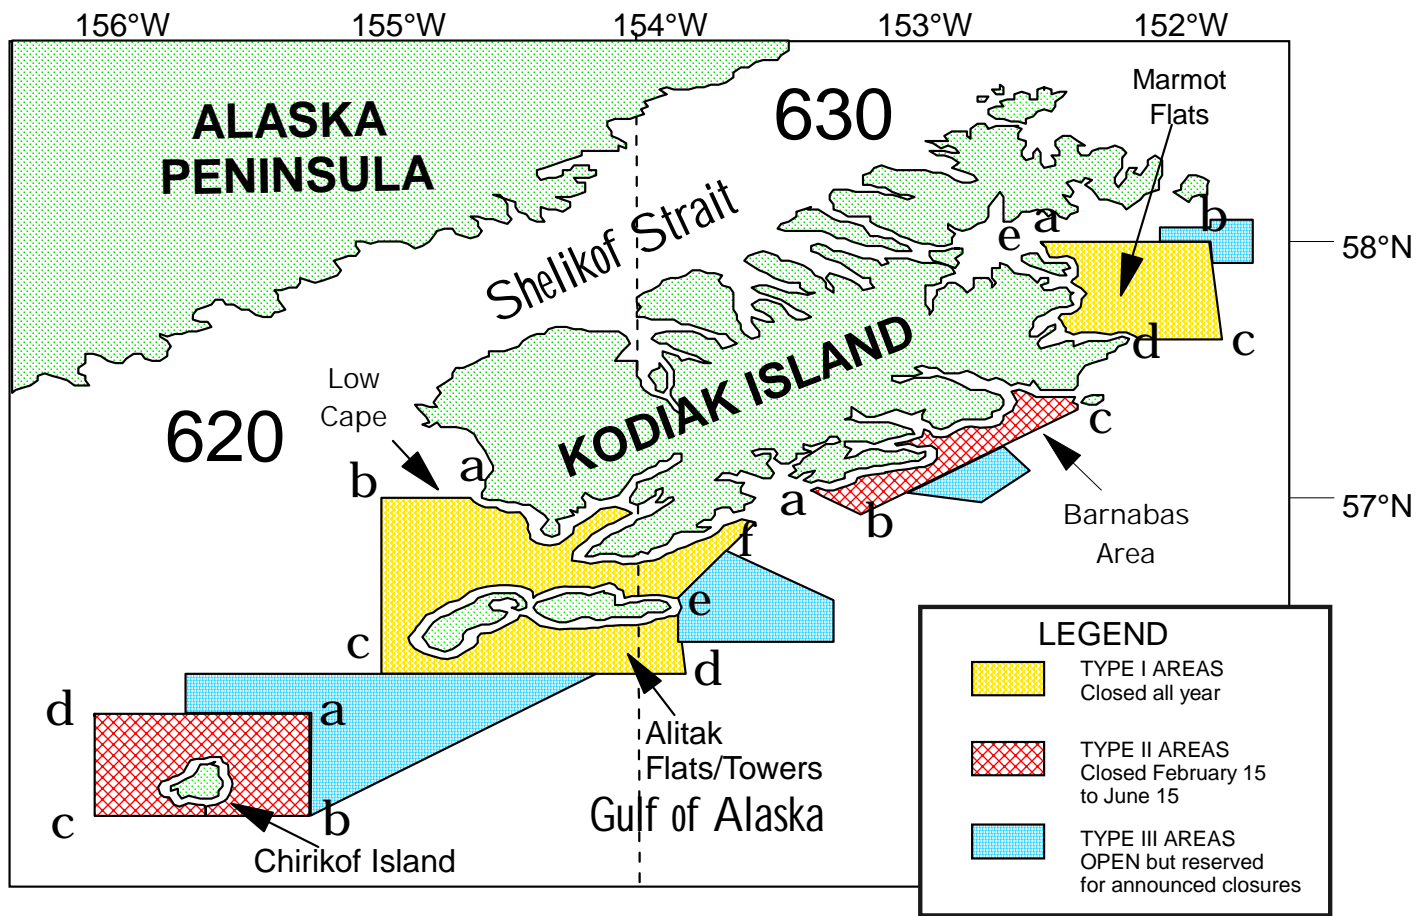 156°W 155°W 154°W 153°W 152°W
ALASKA
PENINSULA
630
Marmot
Flats
Shelikof Strait
a
b
e
58°N
d
c
KODIAK ISLAND
Low
Cape
620
a
b
c
a
b
57°N
Barnabas
Area
f
e
c
d
d
a
c
b
Alitak
Flats/Towers
Gulf of Alaska
Chirikof Island
LEGEND
TYPE I AREAS
Closed all year
TYPE II AREAS
Closed February 15
to June 15
TYPE III AREAS
OPEN but reserved
for announced closures